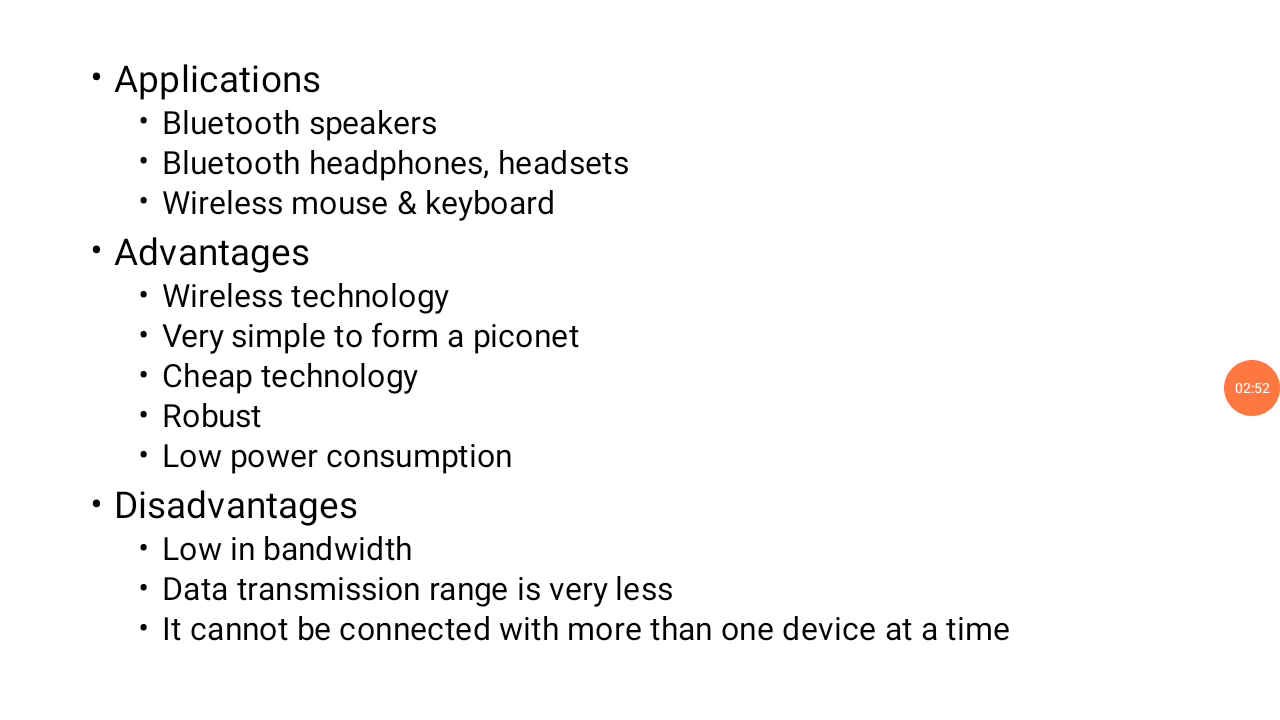 • Applications
• Bluetooth speakers
• Bluetooth headphones, headsets
• Wireless mouse & keyboard
• Advantages
• Wireless technology
• Very simple to form a piconet
• Cheap technology
• Robust
• Low power consumption
• Disadvantages
• Low in bandwidth
• Data transmission range is very less
• It cannot be connected with more than one device at a time
02:52